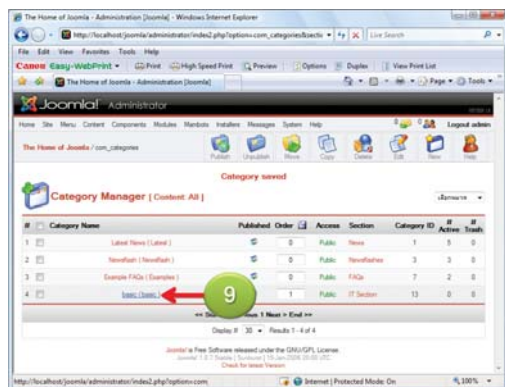 The Home of Joomla - Administration [Joomla] - Windows Internet Explorer
http://localhost/joomla/administrator/index2.php?option=com_categories&sectic
Live Search
File Edit View Favorites Tools Help
Canon Easy-WebPrint Print High Speed Print Preview Options Duplex View Print List
The Home of Joomla - Administration [Joomla]
Page Tools
Joomla! Administrator
Home Site Menu Content Components Modules Mambots Installers Messages System Help
0 2 Logout admin
The Home of Joomla / com_categories
Publish Unpublish Move Copy Delete Edit New Help
Category saved
Category Manager [ Content: All ]
# Category Name Published Order Access Section Category ID # Active # Trash
1 Latest News ( Latest ) 0 Public News 1 5 0
2 Newsflash ( Newsflash ) 0 Public Newsflashes 3 3 0
3 Example FAQs ( Examples ) 0 Public FAQs 7 2 0
4 basic ( basic ) 1 Public IT Section 13 0 0
9
1 Next > End >>
Display # 30 Results 1 - 4 of 4
Joomla! is Free Software released under the GNU/GPL License.
Check for latest Version
http://localhost/joomla/administrator/index2.php?option=com
Internet | Protected Mode: On
100%